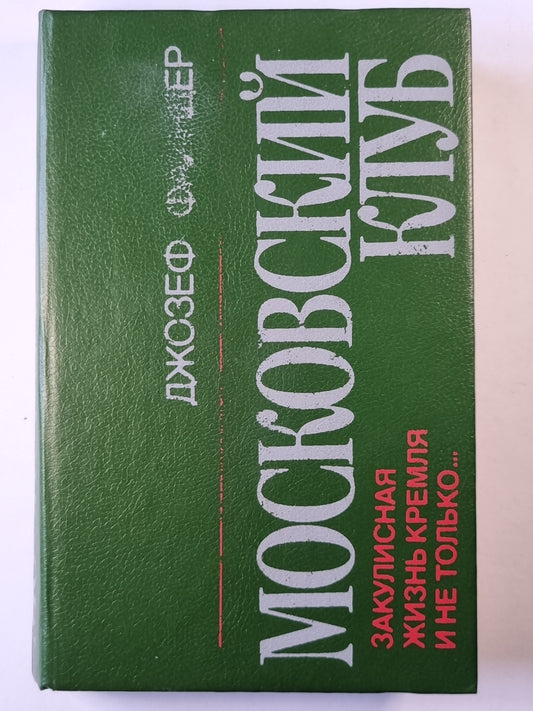 ДЖОЗЕФ
МОСКОВСКИЙ
КЛУБ
ЗАКУЛИСНАЯ
ЖИЗНЬ КРЕМЛЯ
И НЕ ТОЛЬКО...